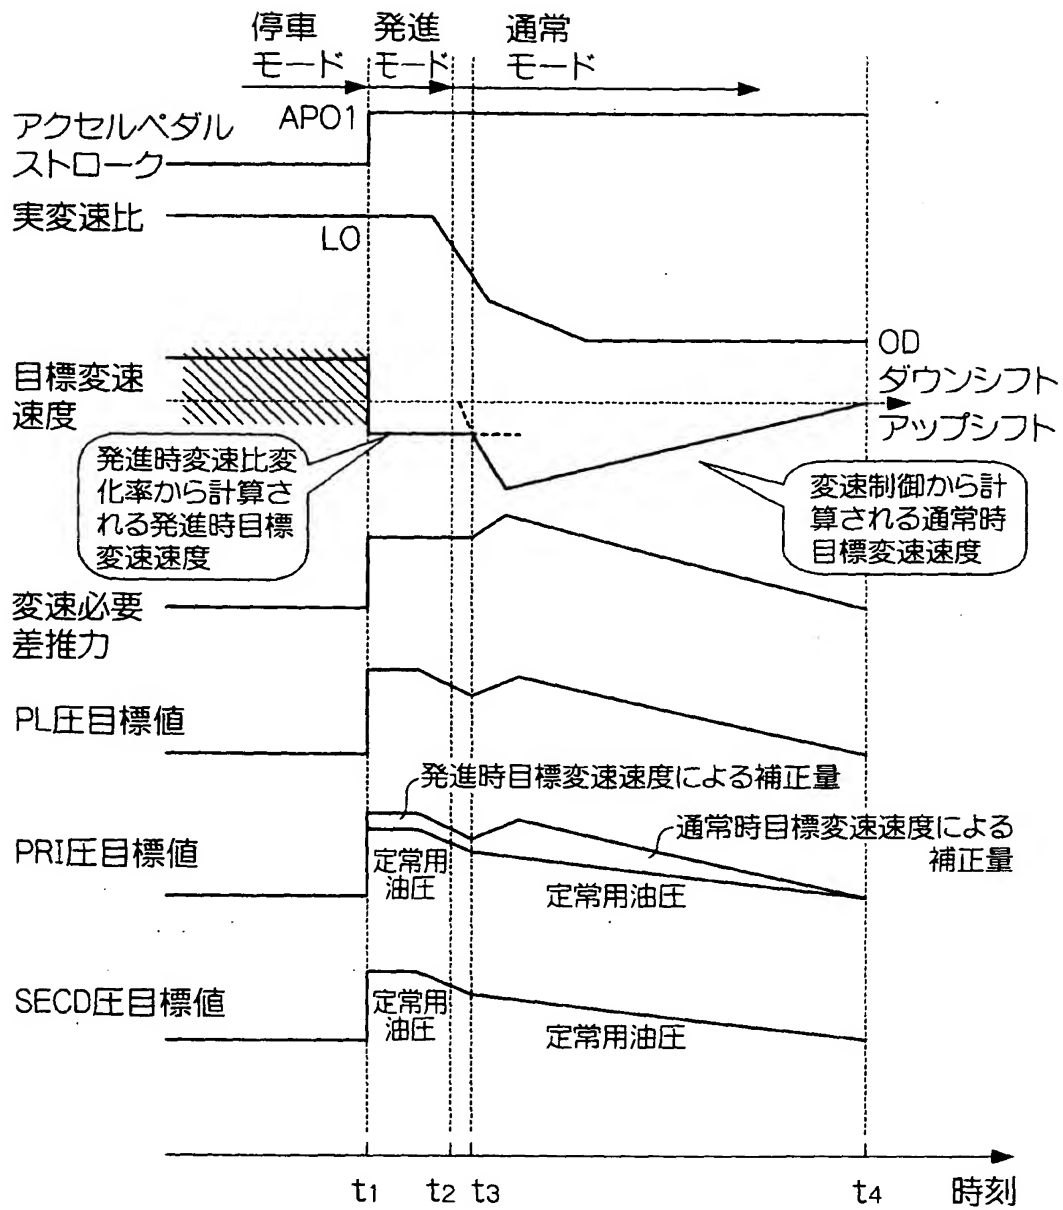 停車
モード
発進
モード
通常
モード
アクセルペダル
ストローク
APO1
実変速比
LO
OD
目標変速
速度
ダウンシフト
アップシフト
発進時変速比変
化率から計算さ
れる発進時目標
変速速度
変速制御から計
算される通常時
目標変速速度
変速必要
差推力
PL圧目標値
発進時目標変速速度による補正量
通常時目標変速速度による
補正量
PRI圧目標値
定常用
油圧
定常用油圧
SECD圧目標値
定常用
油圧
定常用油圧
t1
t2
t3
t4
時刻